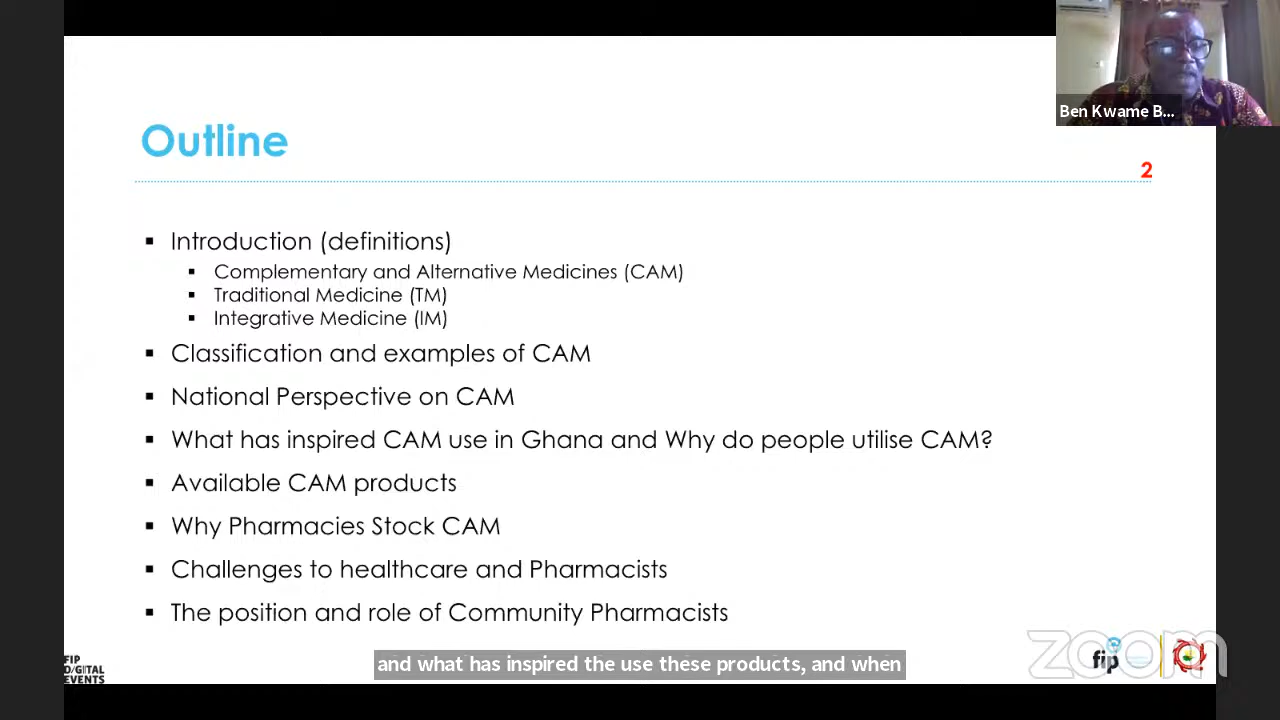 Ben Kwame B...
Outline
2
▪ Introduction (definitions)
▪ Complementary and Alternative Medicines (CAM)
▪ Traditional Medicine (TM)
▪ Integrative Medicine (IM)
▪ Classification and examples of CAM
▪ National Perspective on CAM
▪ What has inspired CAM use in Ghana and Why do people utilise CAM?
▪ Available CAM products
▪ Why Pharmacies Stock CAM
▪ Challenges to healthcare and Pharmacists
▪ The position and role of Community Pharmacists
FIP
D/GITAL
EVENTS
and what has inspired the use these products, and when
zoom
fip